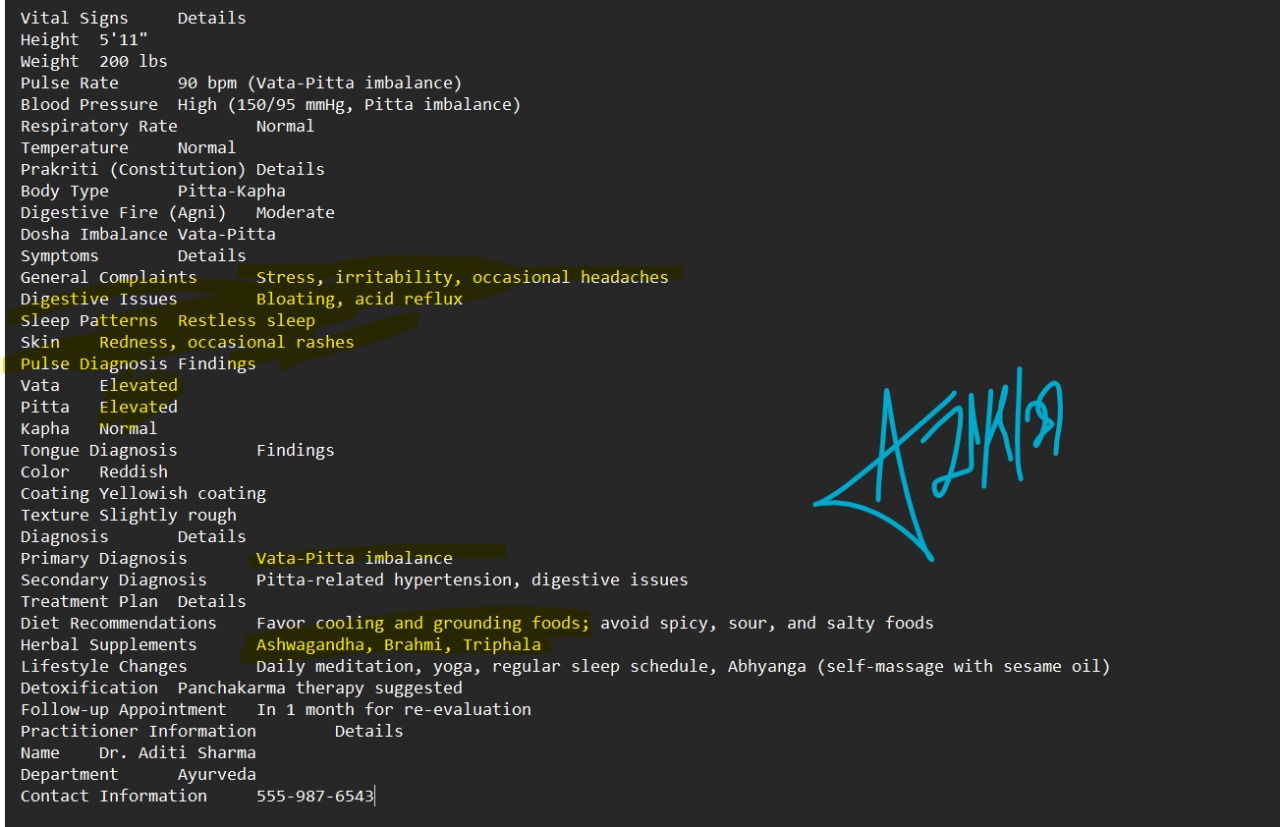 Vital Signs Details
Height 5'11"
Weight 200 lbs
Pulse Rate 90 bpm (Vata-Pitta imbalance)
Blood Pressure High (150/95 mmHg, Pitta imbalance)
Respiratory Rate Normal
Temperature Normal
Prakriti (Constitution) Details
Body Type Pitta-Kapha
Digestive Fire (Agni) Moderate
Dosha Imbalance Vata-Pitta
Symptoms Details
General Complaints Stress, irritability, occasional headaches
Digestive Issues Bloating, acid reflux
Sleep Patterns Restless sleep
Skin Redness, occasional rashes
Pulse Diagnosis Findings
Vata Elevated
Pitta Elevated
Kapha Normal
Tongue Diagnosis Findings
Color Reddish
Coating Yellowish coating
Texture Slightly rough
Diagnosis Details
Primary Diagnosis Vata-Pitta imbalance
Secondary Diagnosis Pitta-related hypertension, digestive issues
Treatment Plan Details
Diet Recommendations Favor cooling and grounding foods; avoid spicy, sour, and salty foods
Herbal Supplements Ashwagandha, Brahmi, Triphala
Lifestyle Changes Daily meditation, yoga, regular sleep schedule, Abhyanga (self-massage with sesame oil)
Detoxification Panchakarma therapy suggested
Follow-up Appointment In 1 month for re-evaluation
Practitioner Information Details
Name Dr. Aditi Sharma
Department Ayurveda
Contact Information 555-987-6543